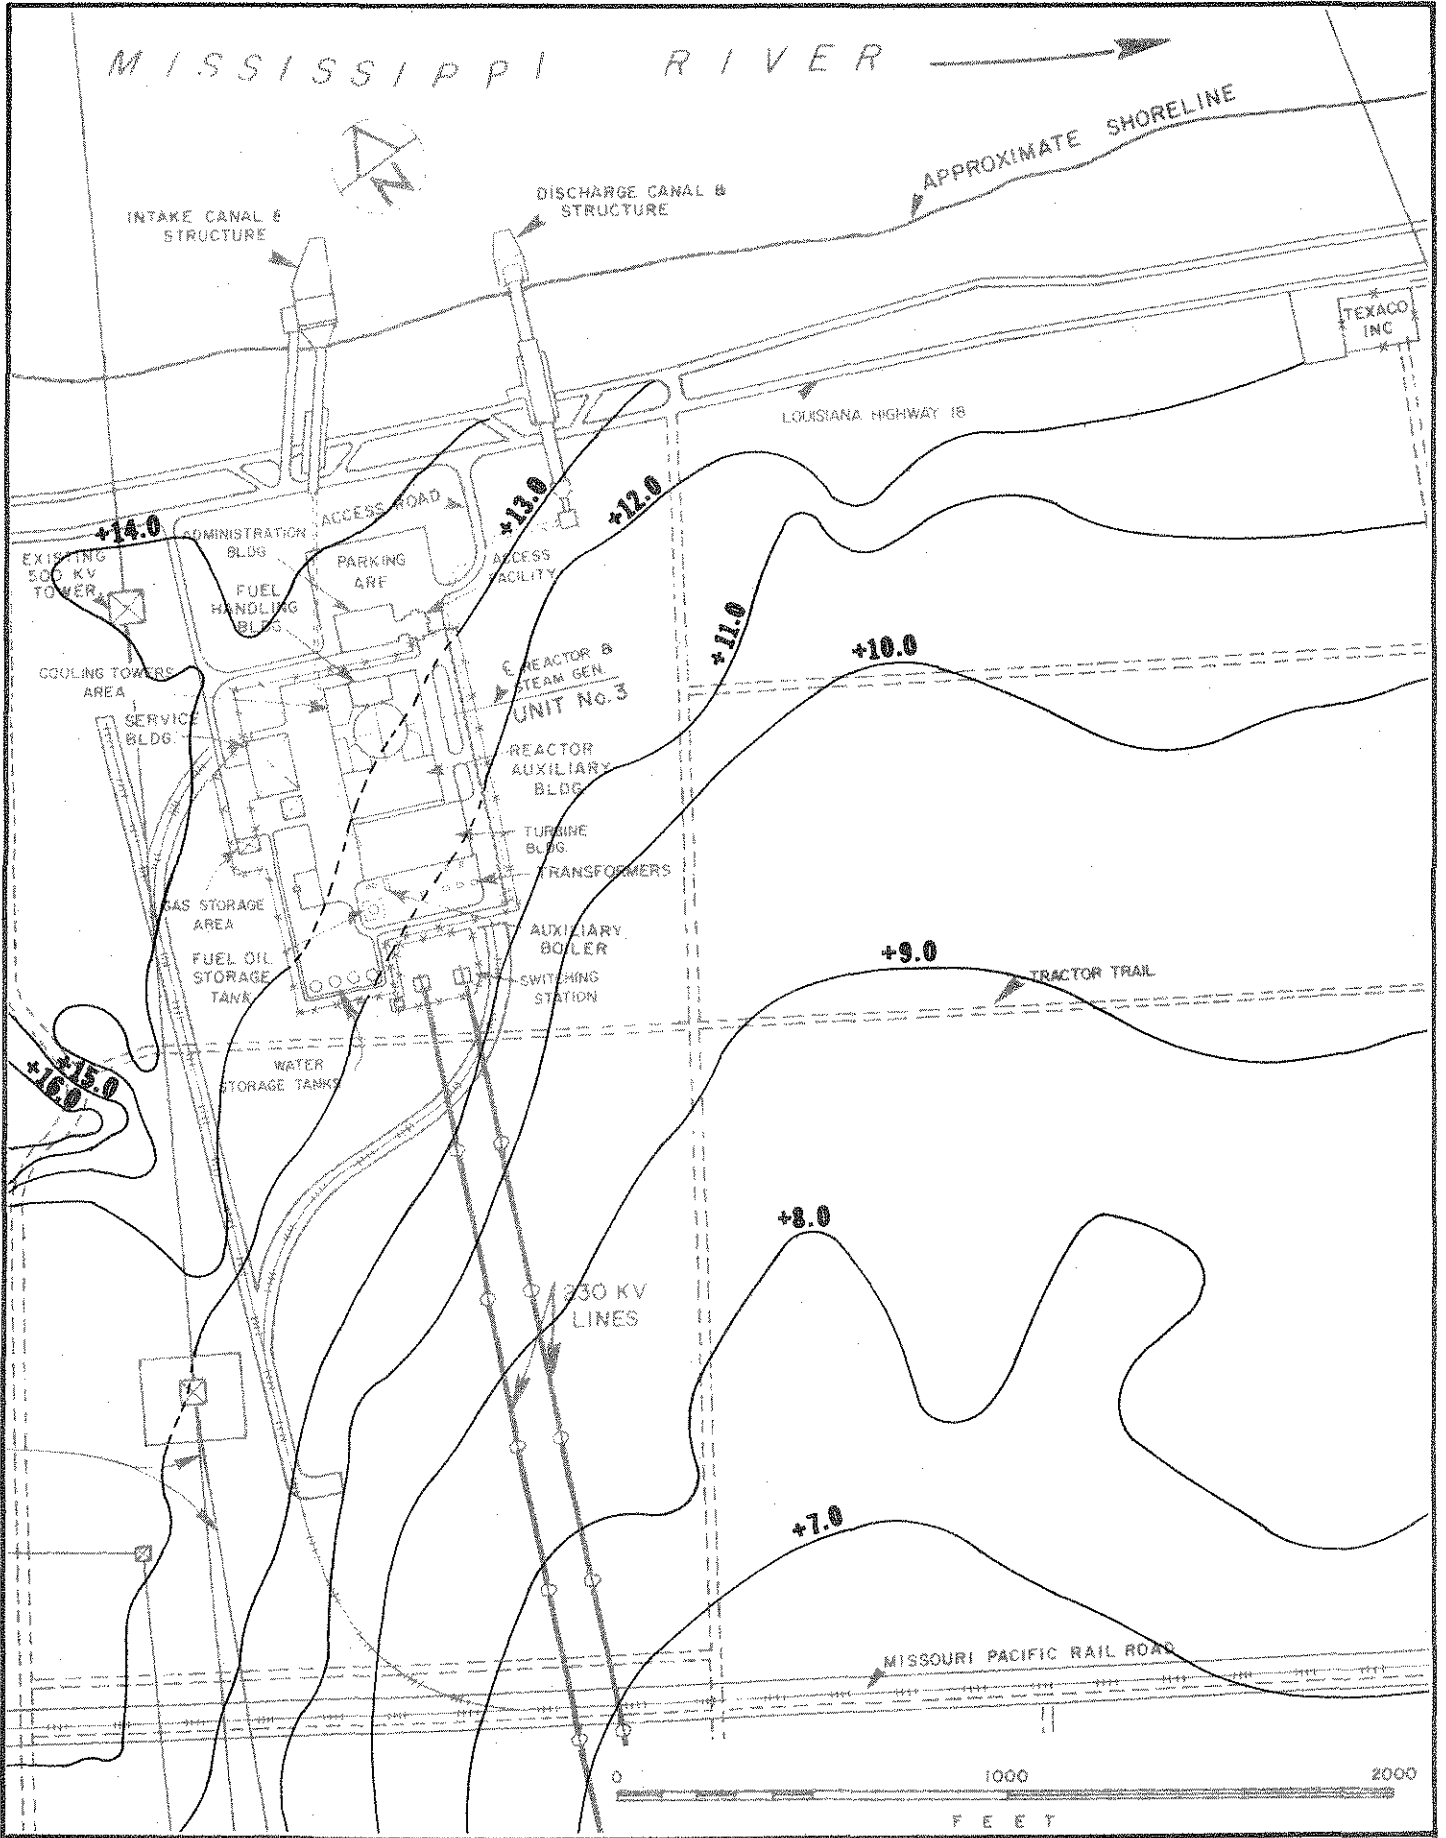 MISSISSIPPI RIVER
APPROXIMATE SHORELINE
N
DISCHARGE CANAL &
STRUCTURE
INTAKE CANAL &
STRUCTURE
TEXACO
INC
LOUISIANA HIGHWAY 18
+14.0
ACCESS ROAD
+13.0
+12.0
ADMINISTRATION
BLDG
EXISTING
500 KV
TOWER
PARKING
ARE
ACCESS
FACILITY
FUEL
HANDLING
BLDG
+11.0
+10.0
COOLING TOWERS
AREA
REACTOR &
STEAM GEN.
UNIT No. 3
SERVICE
BLDG.
REACTOR
AUXILIARY
BLDG.
TURBINE
BLDG.
TRANSFORMERS
GAS STORAGE
AREA
AUXILIARY
BOILER
+9.0
FUEL OIL
STORAGE
TANK
SWITCHING
STATION
TRACTOR TRAIL
WATER
STORAGE TANKS
+15.0
+16.0
+8.0
230 KV
LINES
+7.0
MISSOURI PACIFIC RAIL ROAD
0 1000 2000
FEET